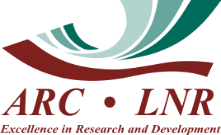 ARC • LNR
Excellence in Research and Development